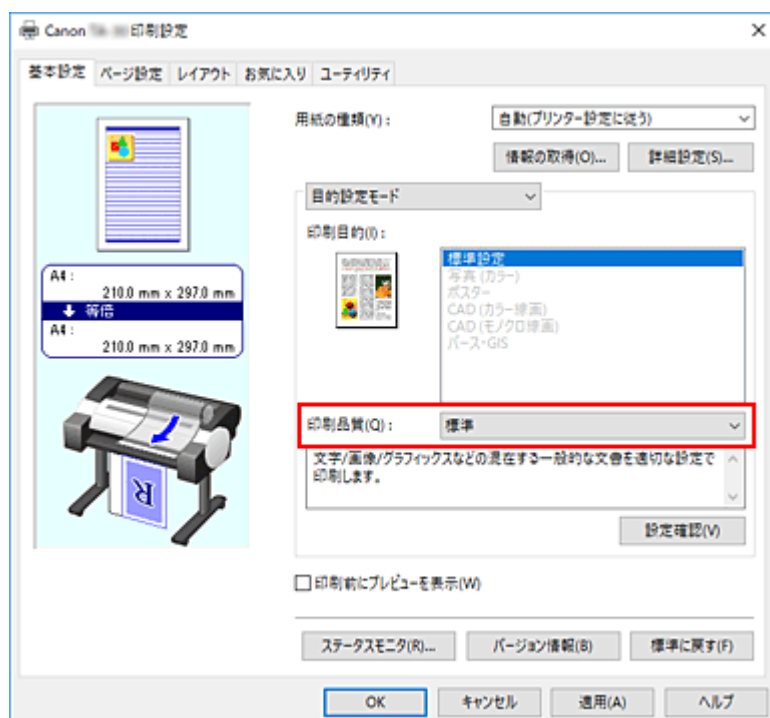 Canon 印刷設定
基本設定 ページ設定 レイアウト お気に入り ユーティリティ
用紙の種類(Y):
自動(プリンター設定に従う)
情報の取得(O)... 詳細設定(S)...
目的設定モード
印刷目的(I):
標準設定
写真 (カラー)
ポスター
CAD (カラー線画)
CAD (モノクロ線画)
パース・GIS
A4 :
210.0 mm x 297.0 mm
等倍
A4 :
210.0 mm x 297.0 mm
R
印刷品質(Q):
標準
文字/画像/グラフィックスなどの混在する一般的な文書を適切な設定で
印刷します。
設定確認(V)
印刷前にプレビューを表示(W)
ステータスモニタ(R)... バージョン情報(B) 標準に戻す(F)
OK キャンセル 適用(A) ヘルプ